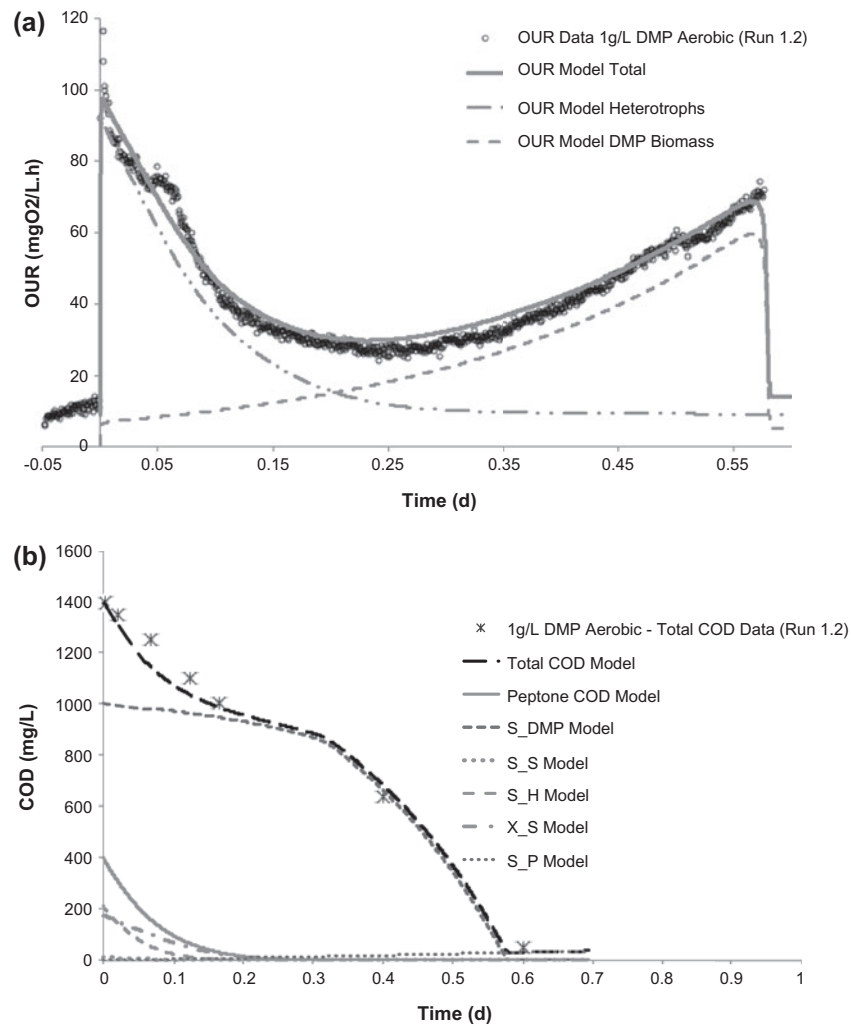 (a)
120
100
80
60
40
20
0
OUR (mgO2/L.h)
-0.05
0.05
0.15
0.25
0.35
0.45
0.55
Time (d)
OUR Data 1g/L DMP Aerobic (Run 1.2)
OUR Model Total
OUR Model Heterotrophs
OUR Model DMP Biomass
(b)
1600
1400
1200
1000
800
600
400
200
0
COD (mg/L)
0
0.1
0.2
0.3
0.4
0.5
0.6
0.7
0.8
0.9
1
Time (d)
1g/L DMP Aerobic - Total COD Data (Run 1.2)
Total COD Model
Peptone COD Model
S_DMP Model
S_S Model
S_H Model
X_S Model
S_P Model